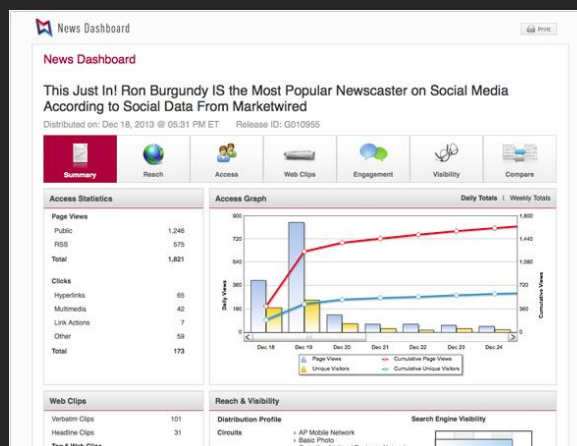 News Dashboard
Print
News Dashboard
This Just In! Ron Burgundy IS the Most Popular Newscaster on Social Media
According to Social Data From Marketwired
Distributed on: Dec 18, 2013 @ 05:31 PM ET Release ID: G010955
Summary Reach Access Web Clips Engagement Visibility Compare
Access Statistics
Page Views
Public 1,246
RSS 575
Total 1,821
Clicks
Hyperlinks 65
Multimedia 42
Link Actions 7
Other 59
Total 173
Access Graph Daily Totals | Weekly Totals
900 1,800
720 1,440
540 1,080
360 720
180 360
0 0
Daily Views
Cumulative Views
Dec 18 Dec 19 Dec 20 Dec 21 Dec 22 Dec 23 Dec 24
Page Views Cumulative Page Views
Unique Visitors Cumulative Unique Visitors
Web Clips
Verbatim Clips 101
Headline Clips 31
Reach & Visibility
Distribution Profile Search Engine Visibility
Circuits • AP Mobile Network
• Basic Photo